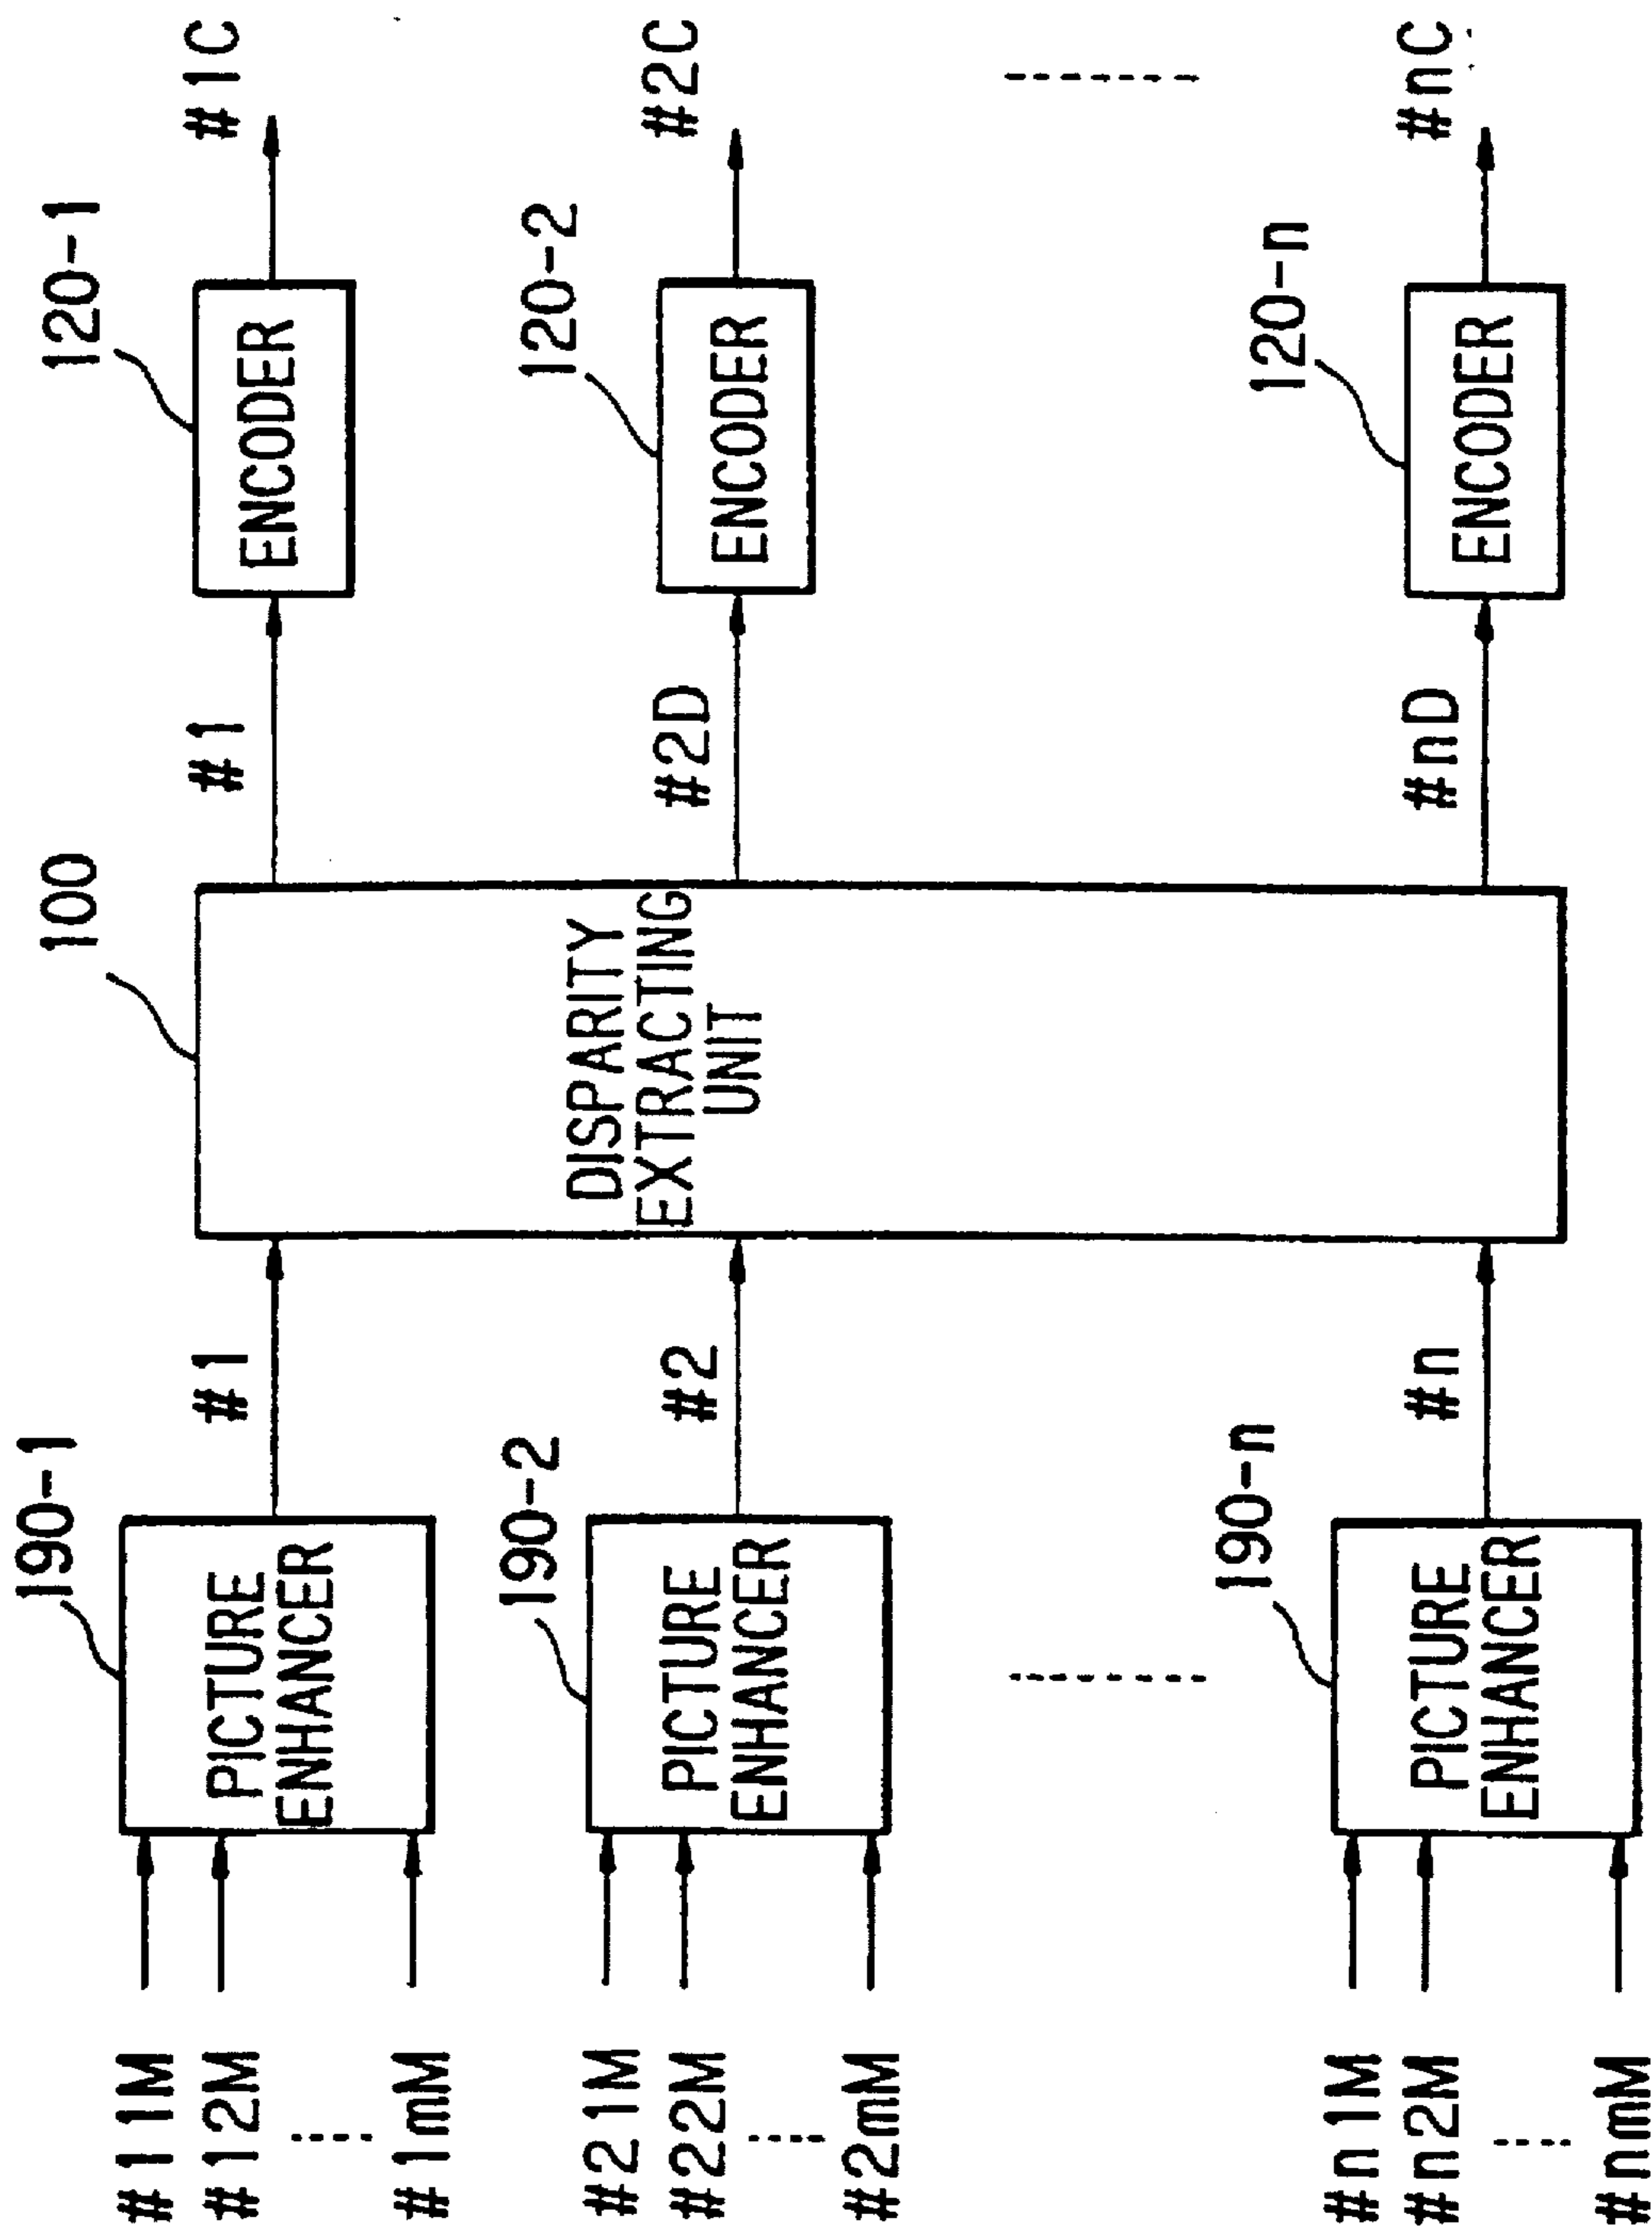 #11M
#12M
#1mM
190-1
PICTURE
ENHANCER
#1
100
#1
120-1
ENCODER
#1C
#21M
#22M
#2mM
190-2
PICTURE
ENHANCER
#2
DISPARITY
EXTRACTING
UNIT
#2D
120-2
ENCODER
#2C
#n1M
#n2M
#nmM
190-n
PICTURE
ENHANCER
#n
#nD
120-n
ENCODER
#nC